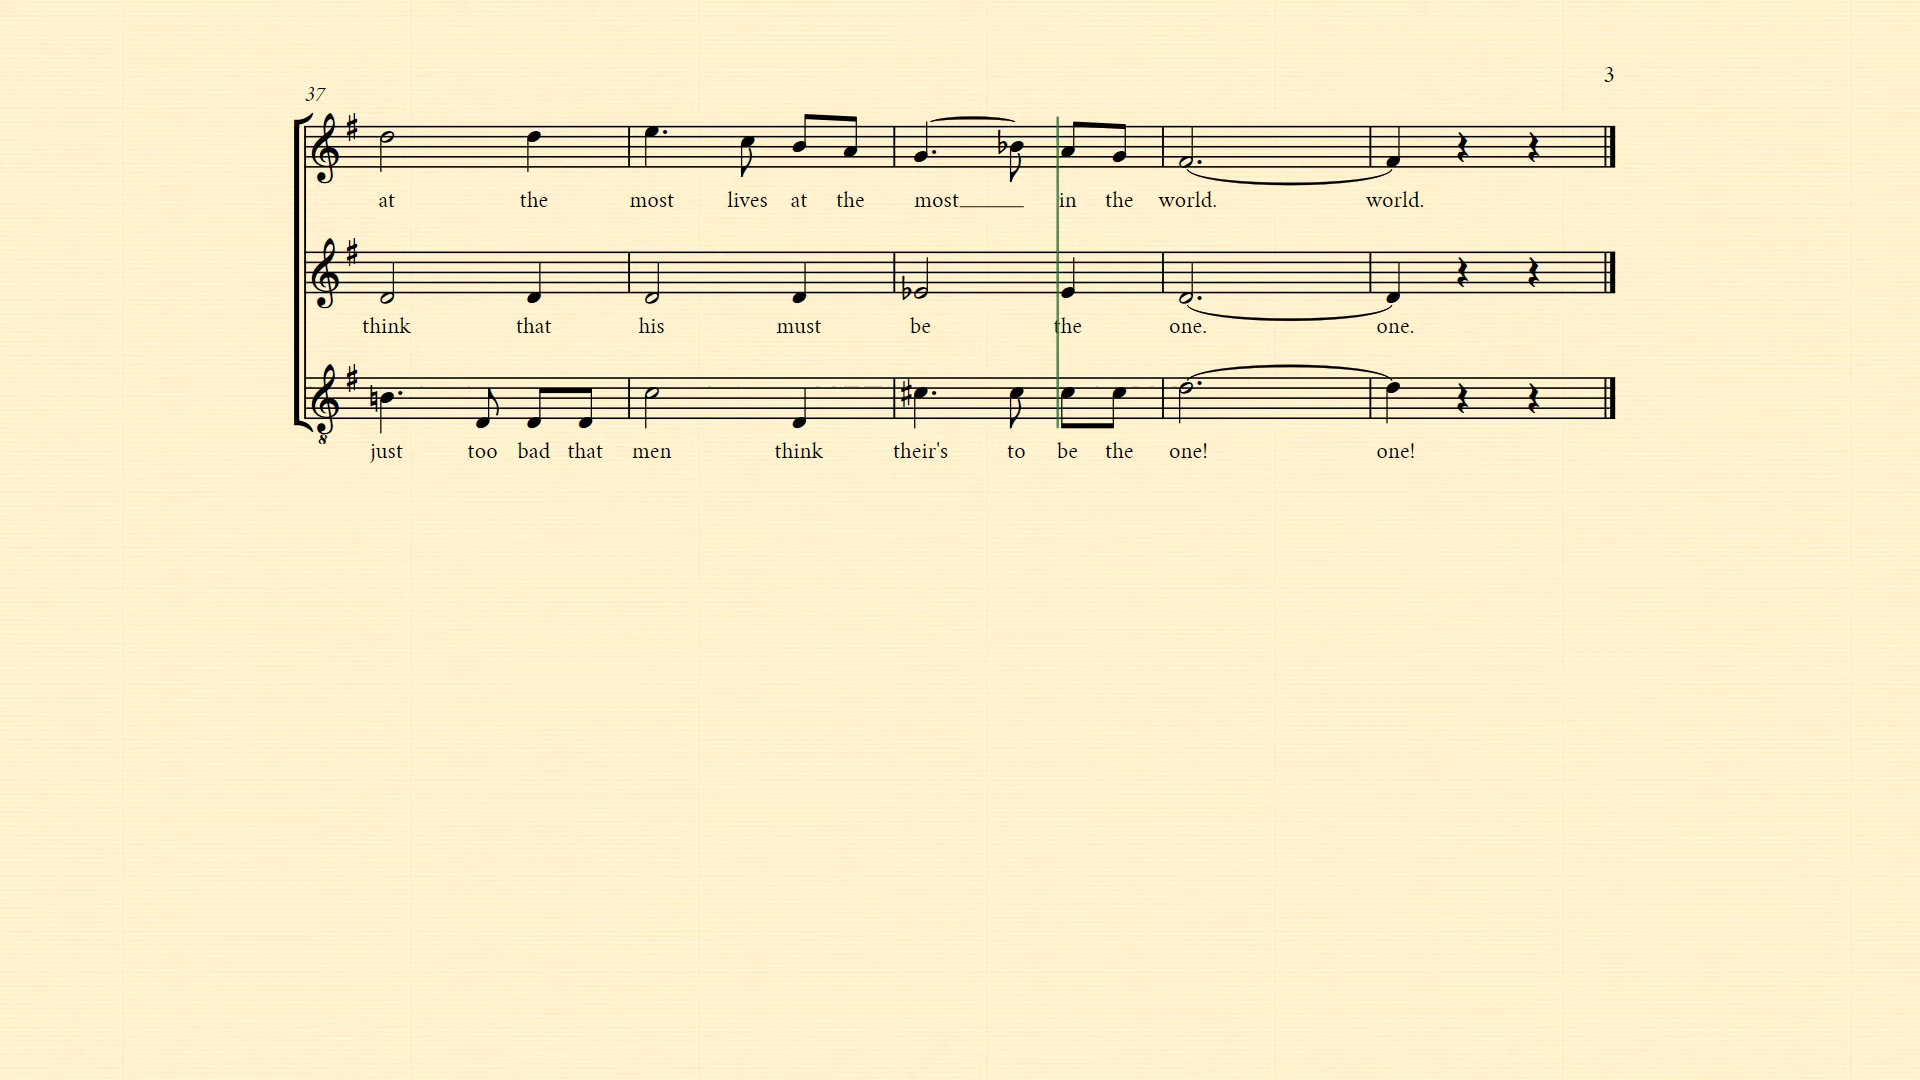 3
37
at the most lives at the most in the world. world.
think that his must be the one. one.
8
just too bad that men think their's to be the one! one!